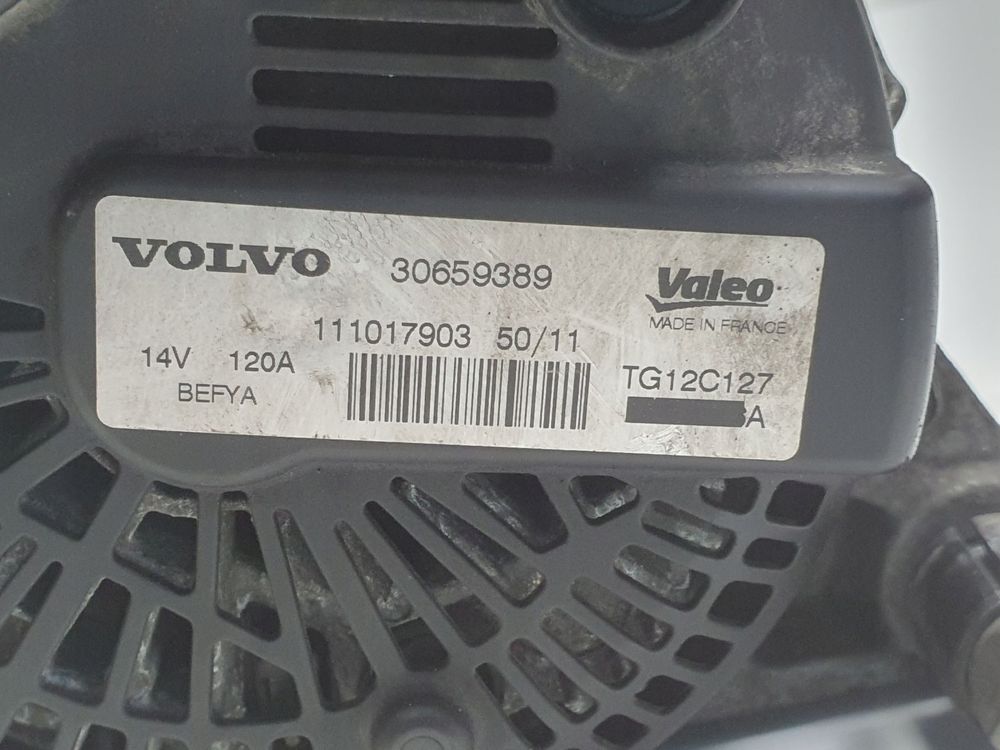 VOLVO 30659389
Valeo
MADE IN FRANCE
111017903 50/11
14V 120A
BEFYA
TG12C127
A